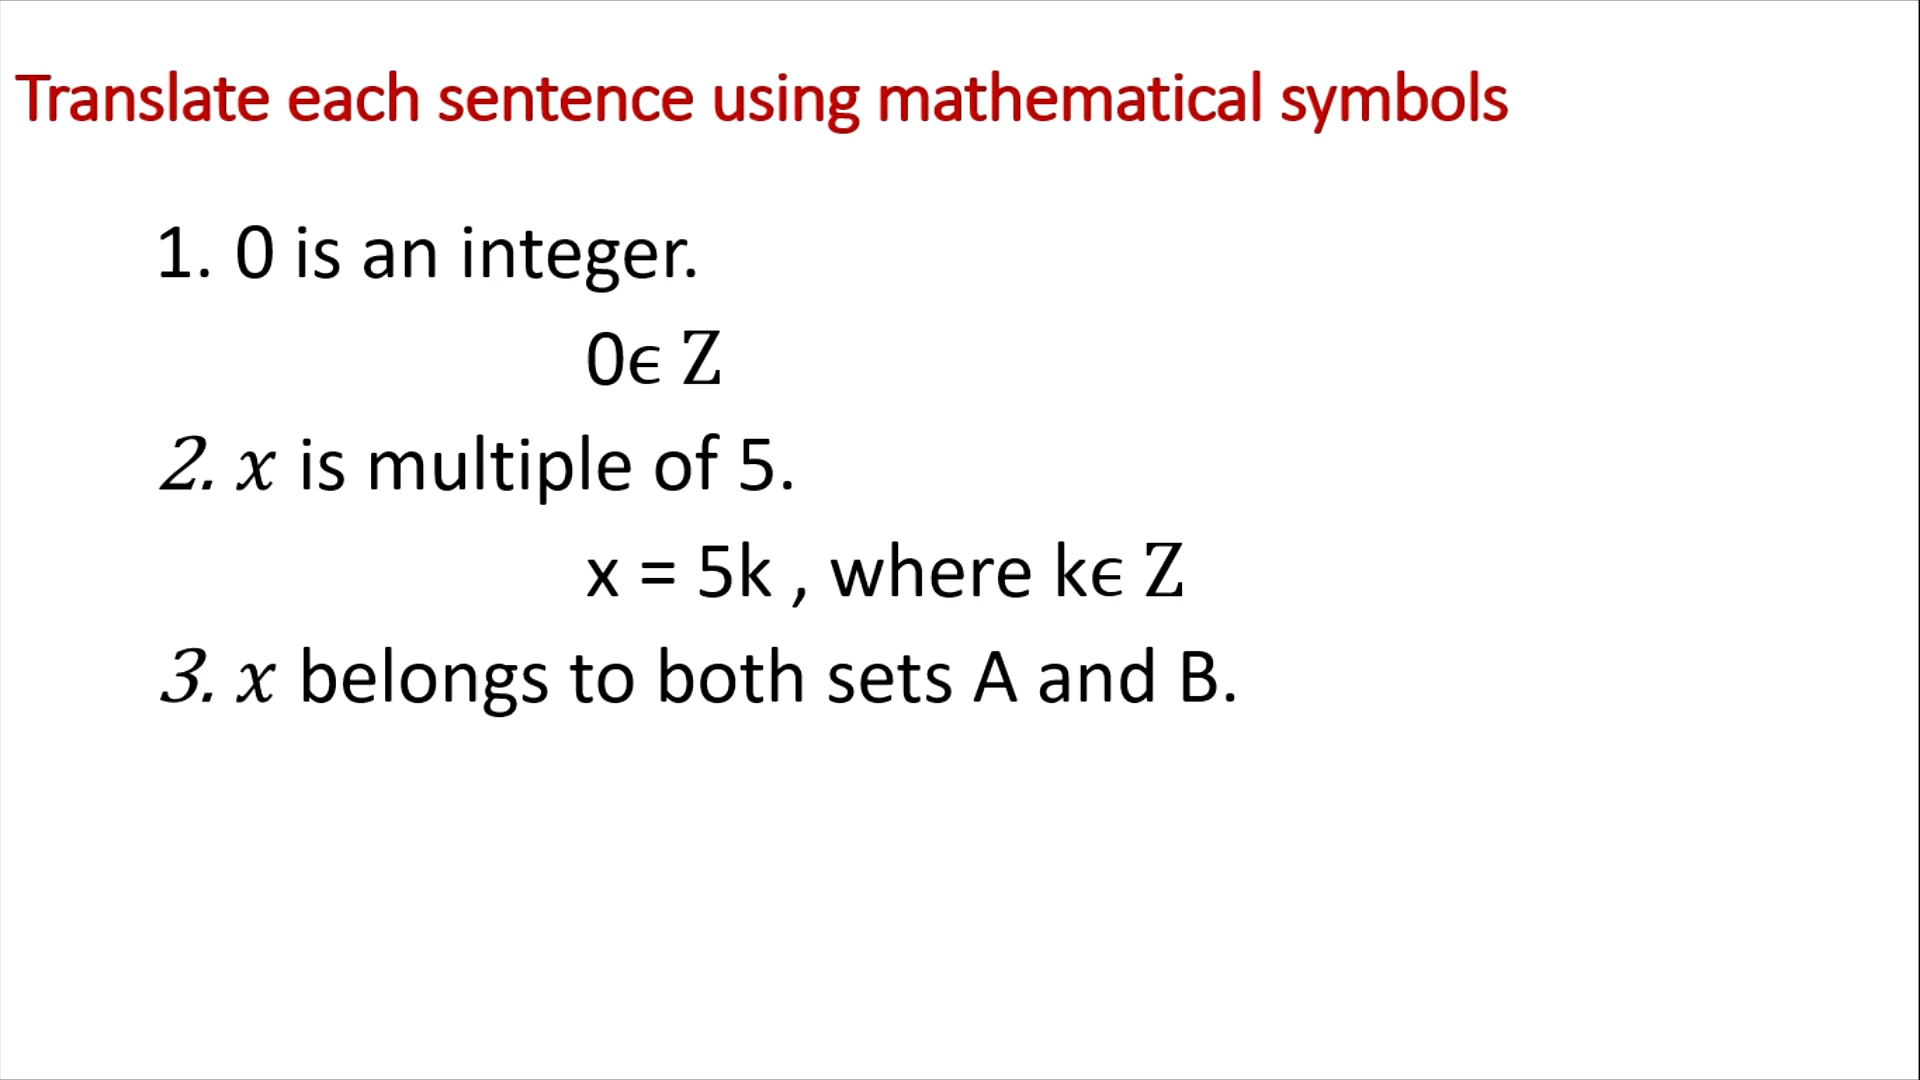 Translate each sentence using mathematical symbols
1. 0 is an integer.
0ϵ Z
2. x is multiple of 5.
x = 5k , where kϵ Z
3. x belongs to both sets A and B.